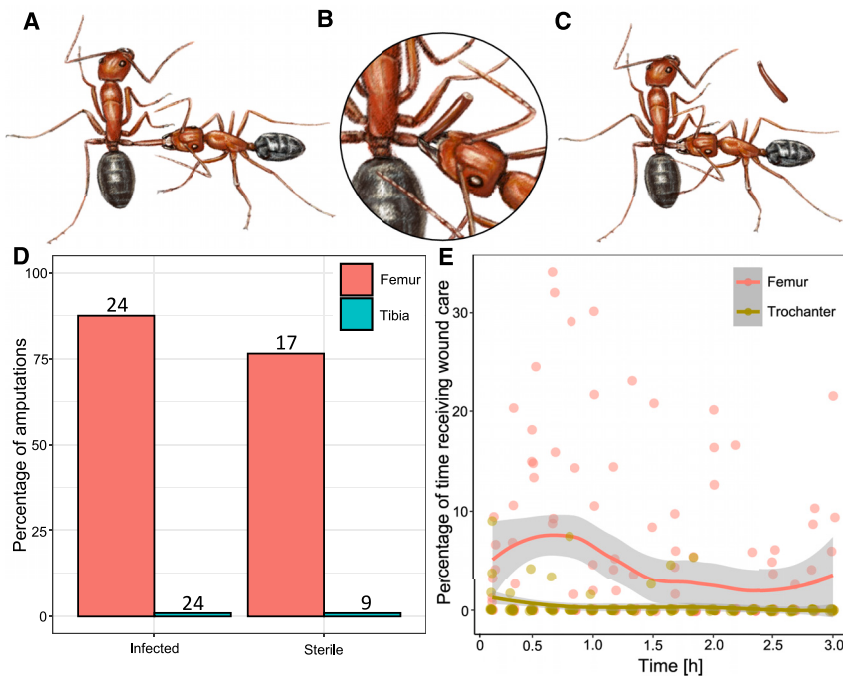 A
B
C
D
Percentage of amputations
100
75
50
25
0
24
24
17
9
Infected
Sterile
Femur
Tibia
E
Percentage of time receiving wound care
30
20
10
0
0
0.5
1.0
1.5
2.0
2.5
3.0
Time [h]
Femur
Trochanter